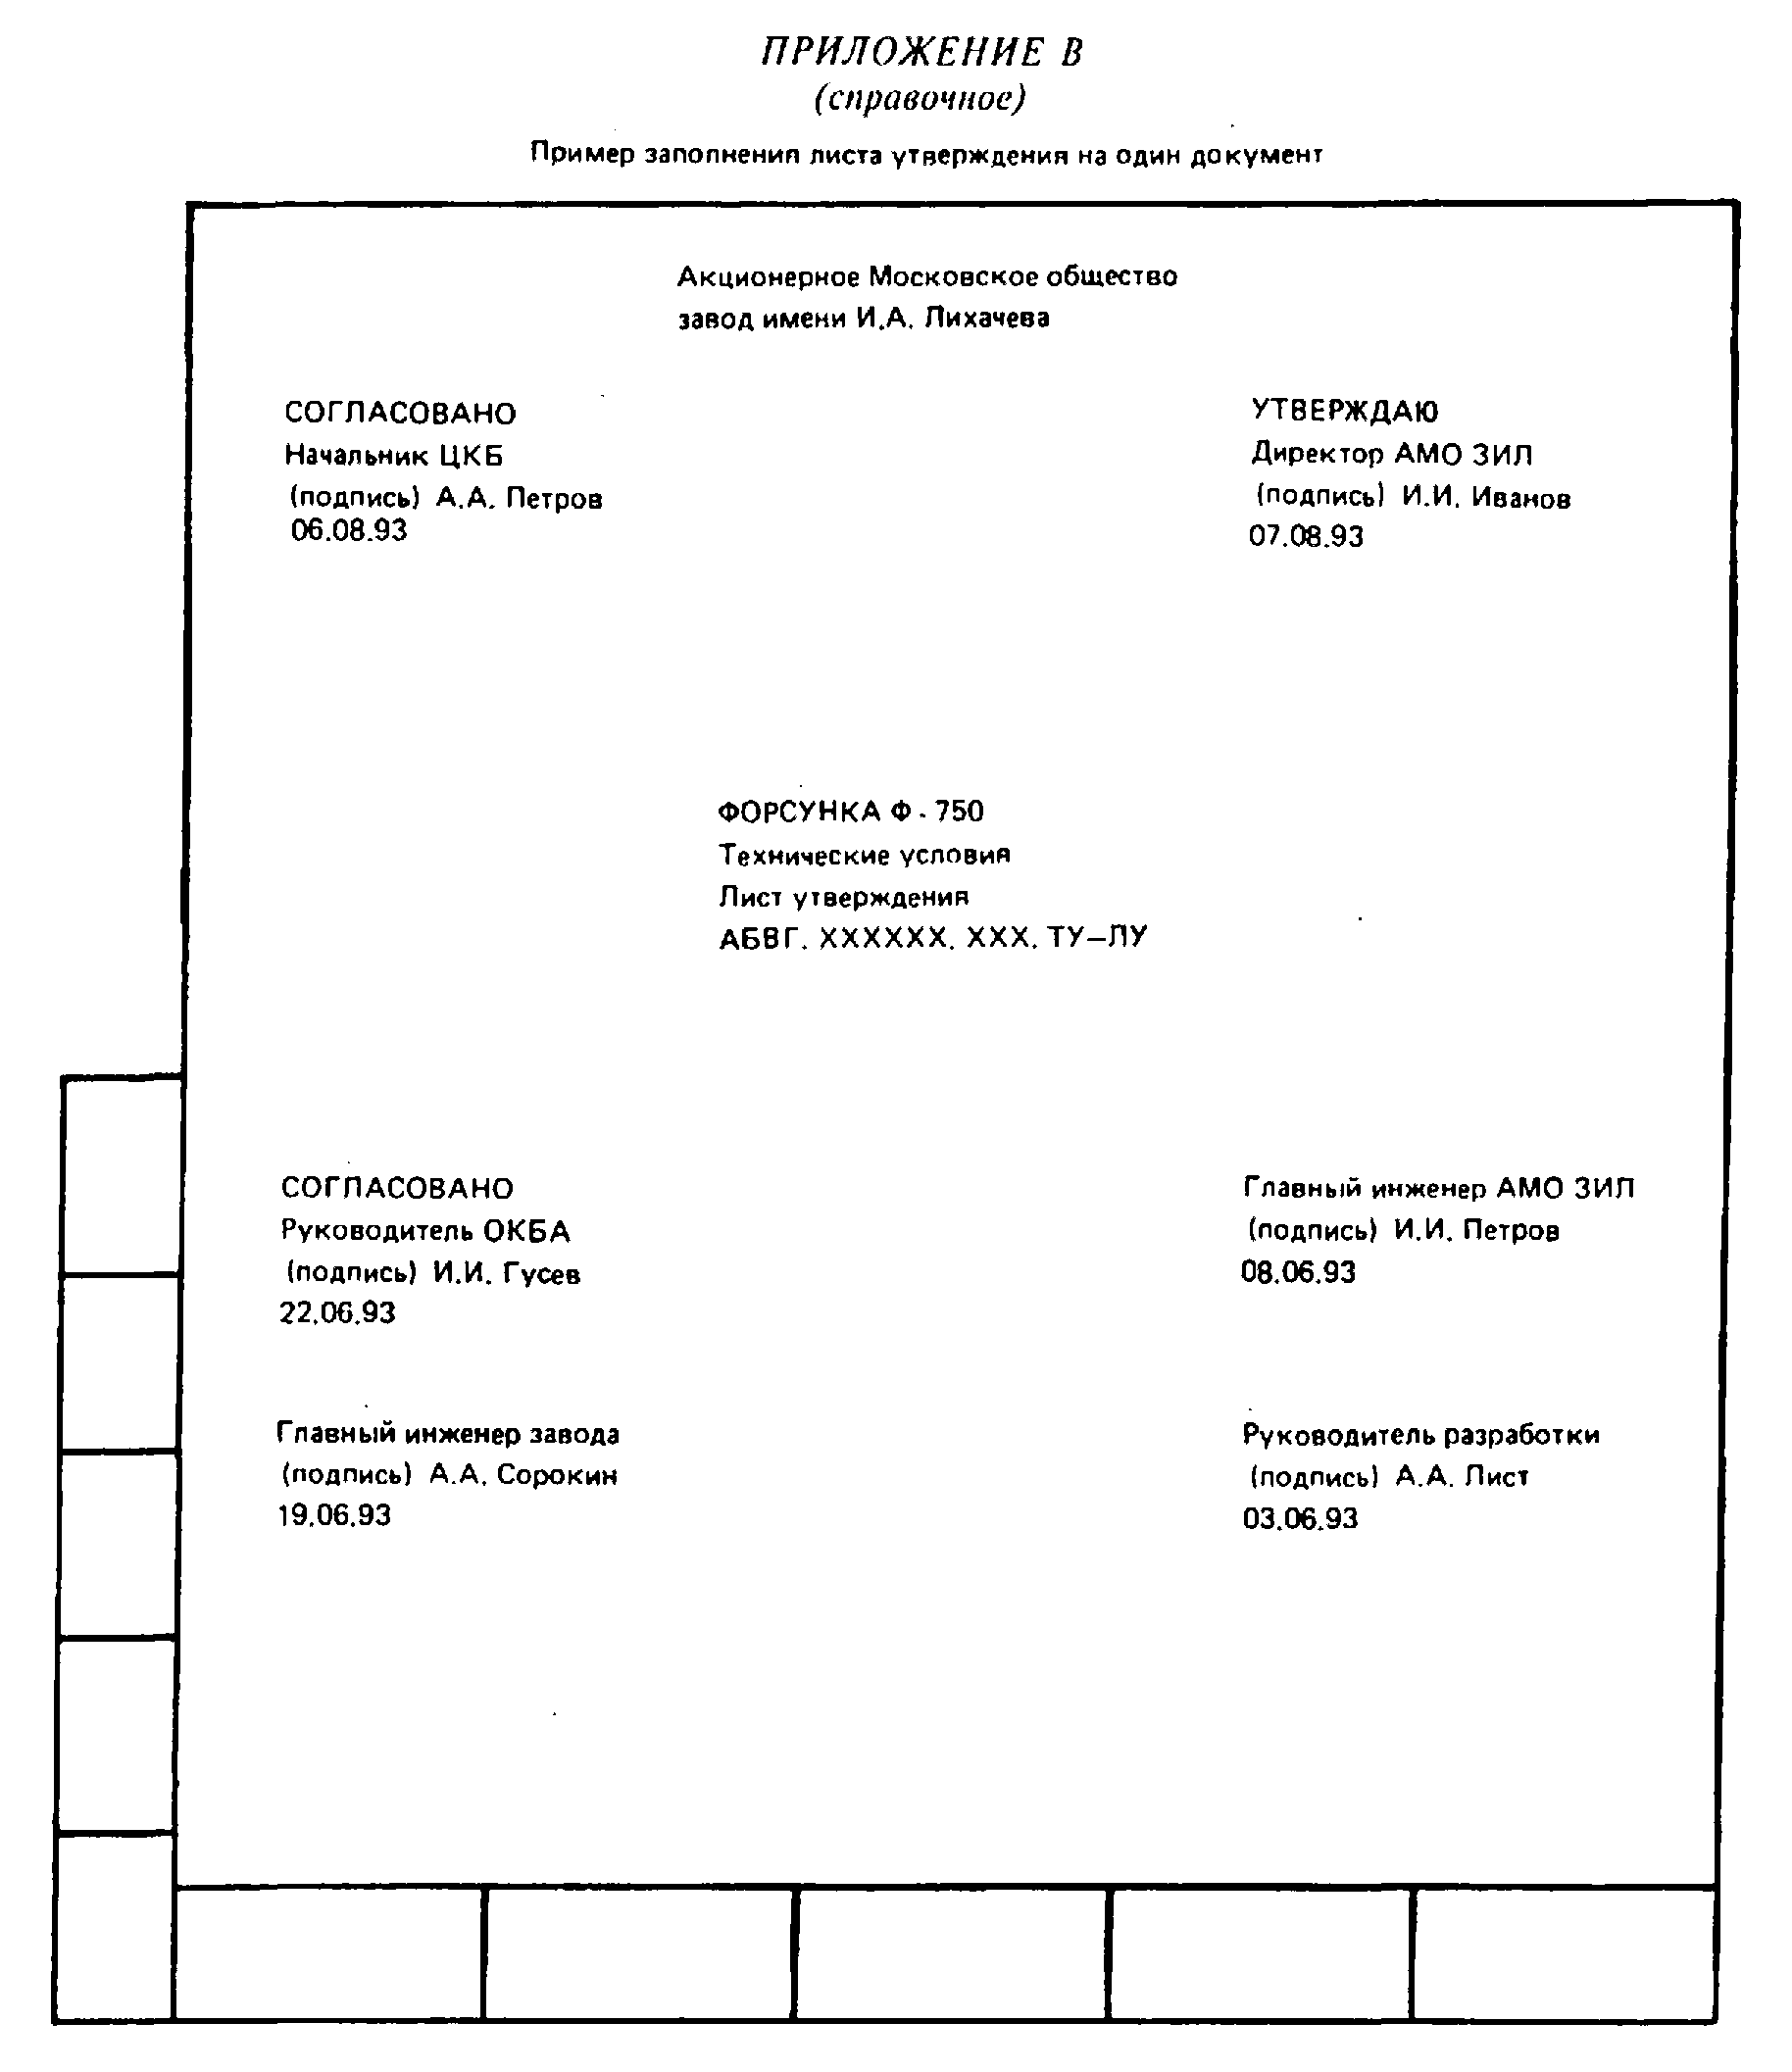 ПРИЛОЖЕНИЕ В
(справочное)
Пример заполнения листа утверждения на один документ
Акционерное Московское общество
завод имени И.А. Лихачева
СОГЛАСОВАНО
Начальник ЦКБ
(подпись) А.А. Петров
06.08.93
УТВЕРЖДАЮ
Директор АМО ЗИЛ
(подпись) И.И. Иванов
07.08.93
ФОРСУНКА Ф - 750
Технические условия
Лист утверждения
АБВГ. ХХХХХХ. ХХХ. ТУ—ЛУ
СОГЛАСОВАНО
Руководитель ОКБА
(подпись) И.И. Гусев
22.06.93
Главный инженер АМО ЗИЛ
(подпись) И.И. Петров
08.06.93
Главный инженер завода
(подпись) А.А. Сорокин
19.06.93
Руководитель разработки
(подпись) А.А. Лист
03.06.93